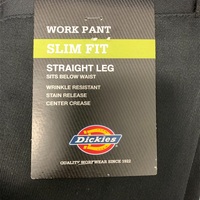 WORK PANT
SLIM FIT
STRAIGHT LEG
SITS BELOW WAIST
WRINKLE RESISTANT
STAIN RELEASE
CENTER CREASE
Dickies
QUALITY WORKWEAR SINCE 1922